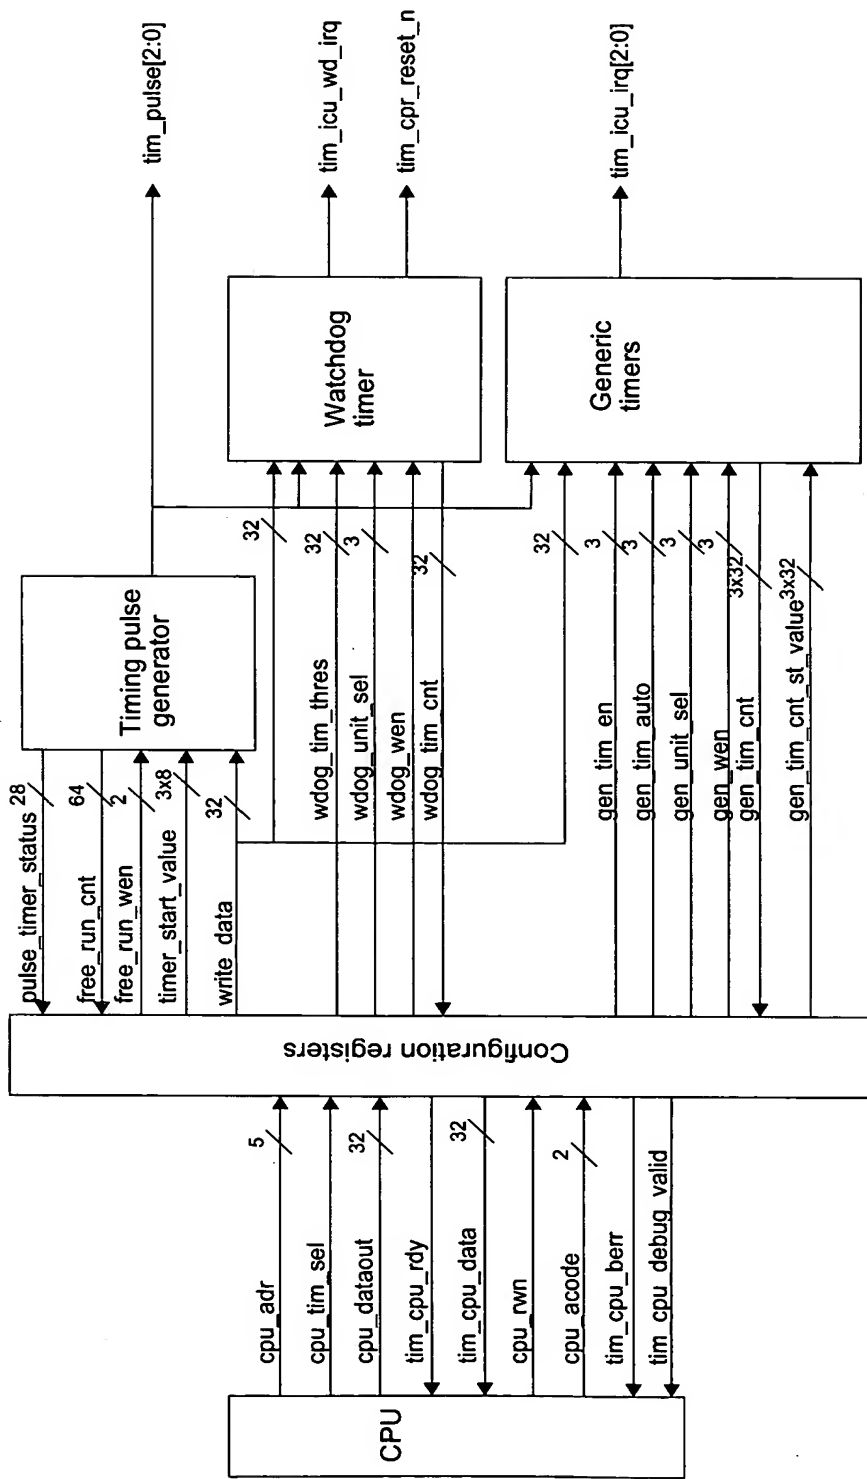 CPU
cpu_adr
5
cpu_tim_sel
cpu_dataout
32
tim_cpu_rdy
tim_cpu_data
32
cpu_rwn
cpu_acode
2
tim_cpu_berr
tim_cpu_debug_valid
Configuration registers
pulse_timer_status
28
free_run_cnt
64
free_run_wen
2
timer_start_value
3x8
write_data
32
Timing pulse
generator
tim_pulse[2:0]
32
wdog_tim_thres
32
wdog_unit_sel
3
wdog_wen
wdog_tim_cnt
32
Watchdog
timer
tim_icu_wd_irq
tim_cpr_reset_n
32
gen_tim_en
3
gen_tim_auto
3
gen_unit_sel
3
gen_wen
3
gen_tim_cnt
3x32
gen_tim_cnt_st_value
3x32
Generic
timers
tim_icu_irq[2:0]